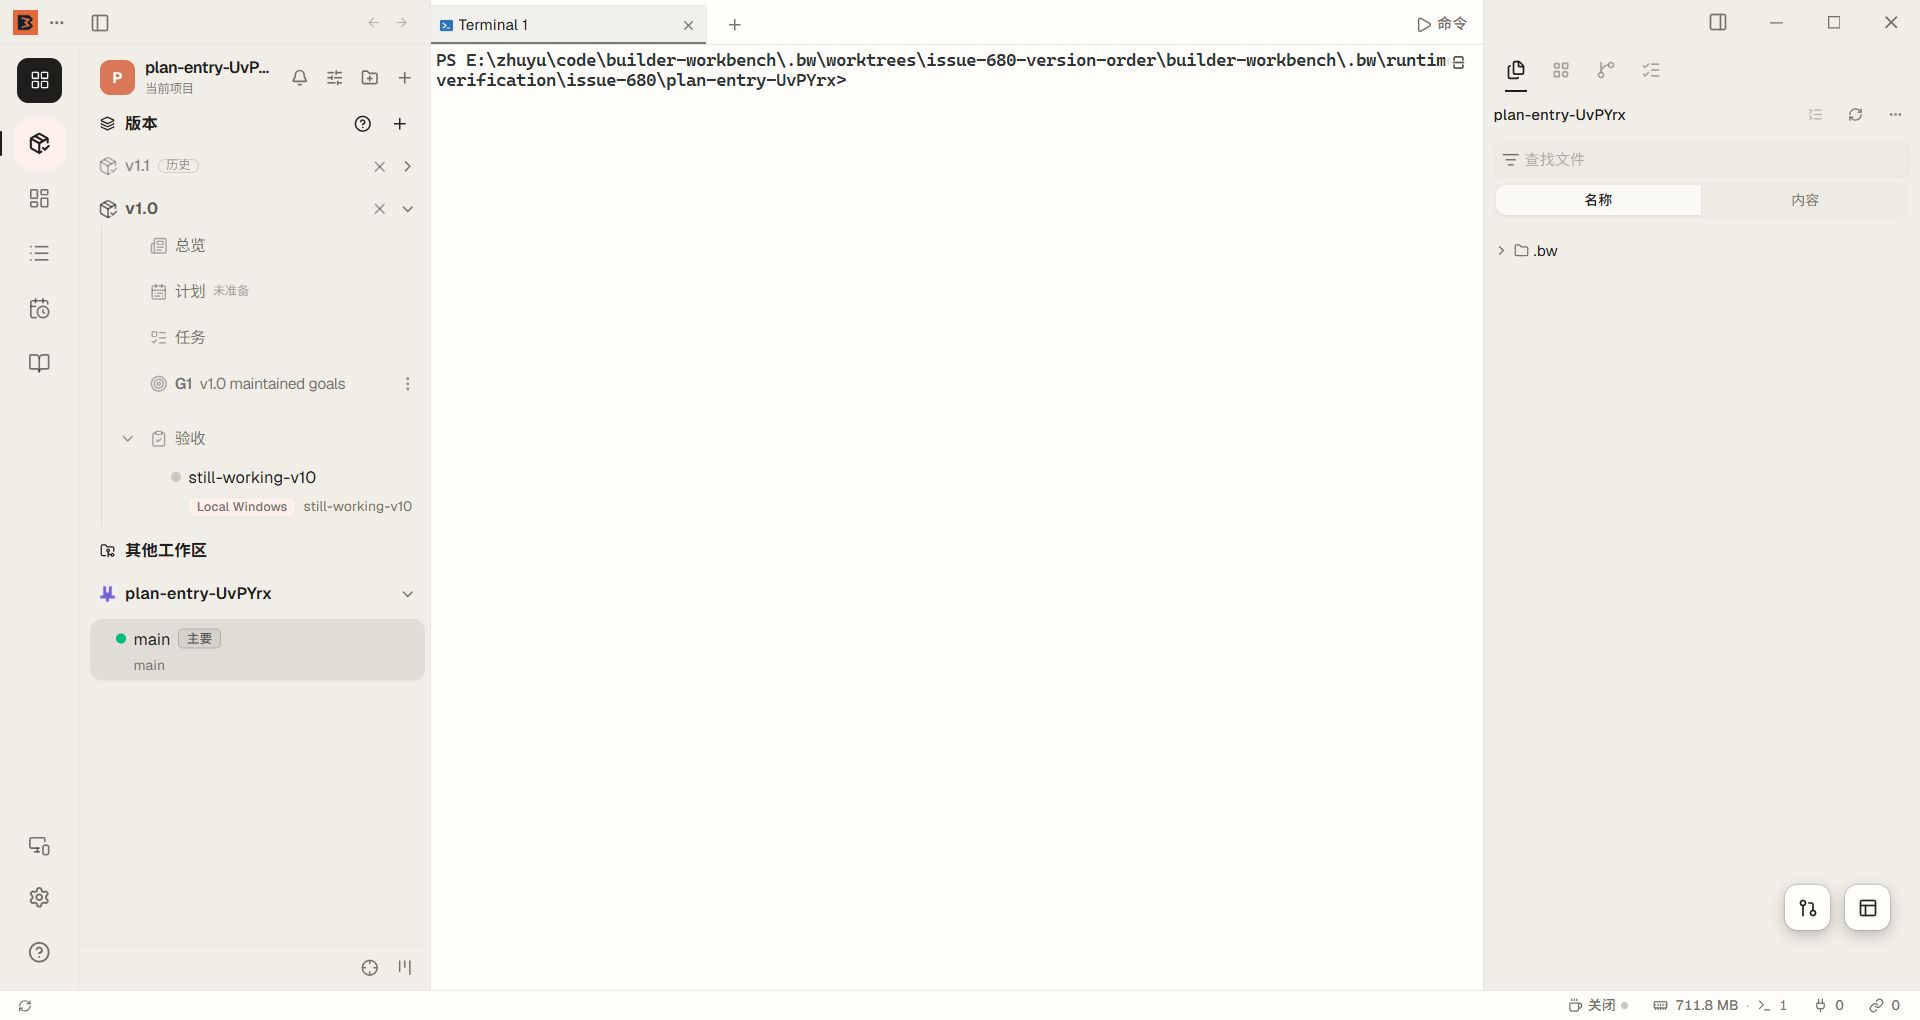 Terminal 1
命令
P
plan-entry-UvP...
当前项目
版本
v1.1 历史
v1.0
总览
计划 未准备
任务
G1 v1.0 maintained goals
验收
still-working-v10
Local Windows still-working-v10
其他工作区
plan-entry-UvPYrx
main 主要
main
PS E:\zhuyu\code\builder-workbench\.bw\worktrees\issue-680-version-order\builder-workbench\.bw\runtim
verification\issue-680\plan-entry-UvPYrx>
plan-entry-UvPYrx
查找文件
名称 内容
.bw
关闭 711.8 MB · 1 0 0